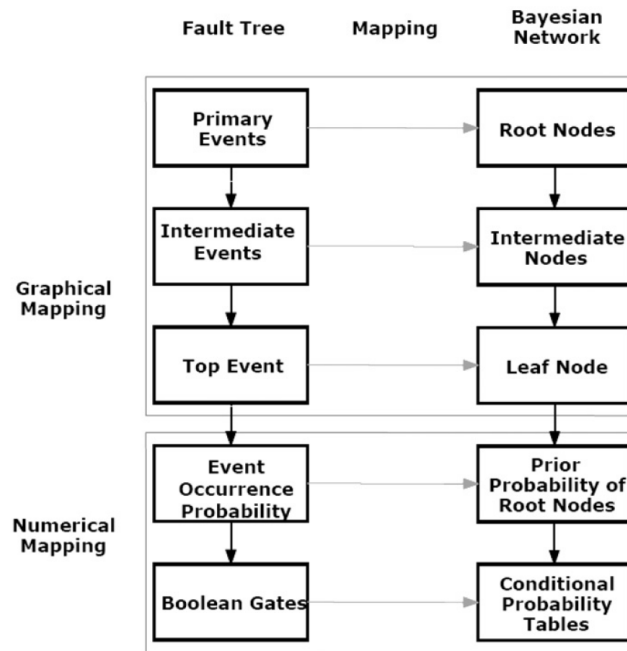 Fault Tree
Mapping
Bayesian
Network
Primary
Events
Root Nodes
Intermediate
Events
Intermediate
Nodes
Graphical
Mapping
Top Event
Leaf Node
Event
Occurrence
Probability
Prior
Probability of
Root Nodes
Numerical
Mapping
Boolean Gates
Conditional
Probability
Tables